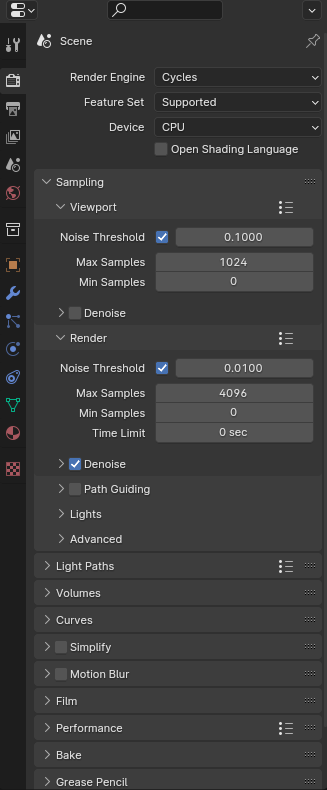 Scene
Render Engine Cycles
Feature Set Supported
Device CPU
Open Shading Language
Sampling
Viewport
Noise Threshold 0.1000
Max Samples 1024
Min Samples 0
Denoise
Render
Noise Threshold 0.0100
Max Samples 4096
Min Samples 0
Time Limit 0 sec
Denoise
Path Guiding
Lights
Advanced
Light Paths
Volumes
Curves
Simplify
Motion Blur
Film
Performance
Bake
Grease Pencil